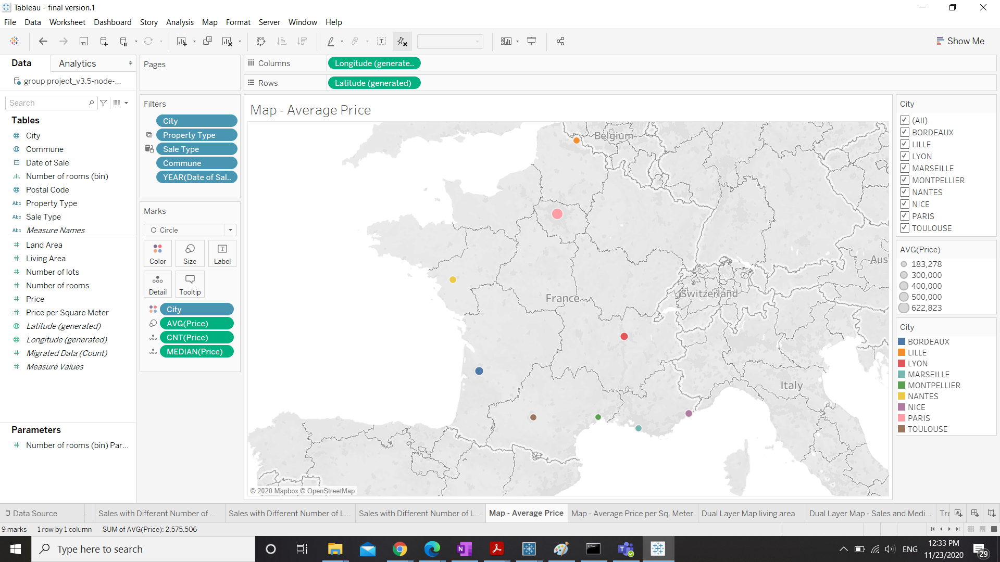 Tableau - final version.1
File Data Worksheet Dashboard Story Analysis Map Format Server Window Help
Show Me
Data
Analytics
group project_v3.5-node-...
Search
Tables
City
Commune
Date of Sale
Number of rooms (bin)
Postal Code
Abc Property Type
Abc Sale Type
Abc Measure Names
Land Area
Living Area
Number of lots
Number of rooms
Price
Price per Square Meter
Latitude (generated)
Longitude (generated)
Migrated Data (Count)
Measure Values
Parameters
Number of rooms (bin) Par...
Pages
Filters
City
Property Type
Sale Type
Commune
YEAR(Date of Sal..
Marks
Circle
Color
Size
Label
Detail
Tooltip
City
AVG(Price)
CNT(Price)
MEDIAN(Price)
Columns
Longitude (generate..
Rows
Latitude (generated)
Map - Average Price
Belgium
France
Switzerland
Aus
Italy
© 2020 Mapbox © OpenStreetMap
City
(All)
BORDEAUX
LILLE
LYON
MARSEILLE
MONTPELLIER
NANTES
NICE
PARIS
TOULOUSE
AVG(Price)
183,278
300,000
400,000
500,000
622,823
City
BORDEAUX
LILLE
LYON
MARSEILLE
MONTPELLIER
NANTES
NICE
PARIS
TOULOUSE
Data Source
Sales with Different Number of ...
Sales with Different Number of L...
Sales with Different Number of L...
Map - Average Price
Map - Average Price per Sq. Meter
Dual Layer Map living area
Dual Layer Map - Sales and Medi...
Tre
9 marks 1 row by 1 column SUM of AVG(Price): 2,575,506
Type here to search
ENG
12:33 PM
11/23/2020
29